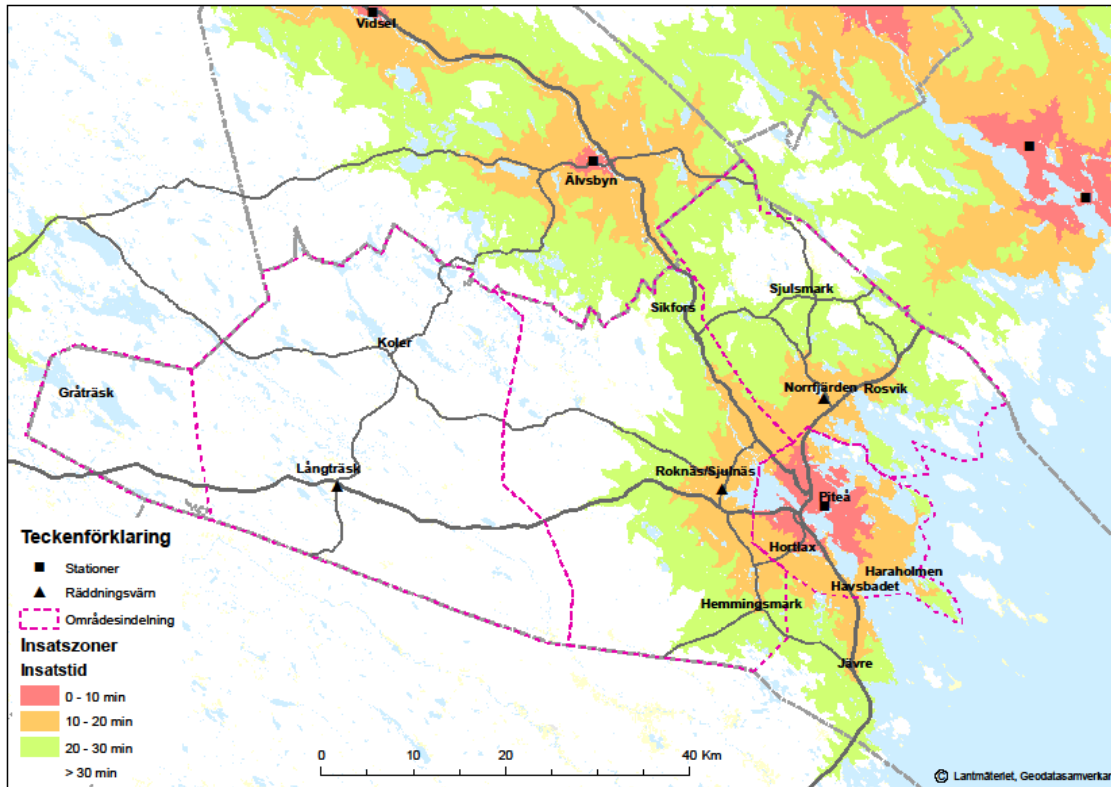 Vidsel
Älvsbyn
Sjulsmark
Sikfors
Koler
Gråträsk
Norrfjärden
Rosvik
Långträsk
Roknäs/Sjulnäs
Piteå
Hortlax
Haraholmen
Havsbadet
Hemmingsmark
Jävre
Teckenförklaring
Stationer
Räddningsvärn
Områdesindelning
Insatszoner
Insatstid
0 - 10 min
10 - 20 min
20 - 30 min
> 30 min
0 20 40 Km
© Lantmäteriet, Geodatasamverkan